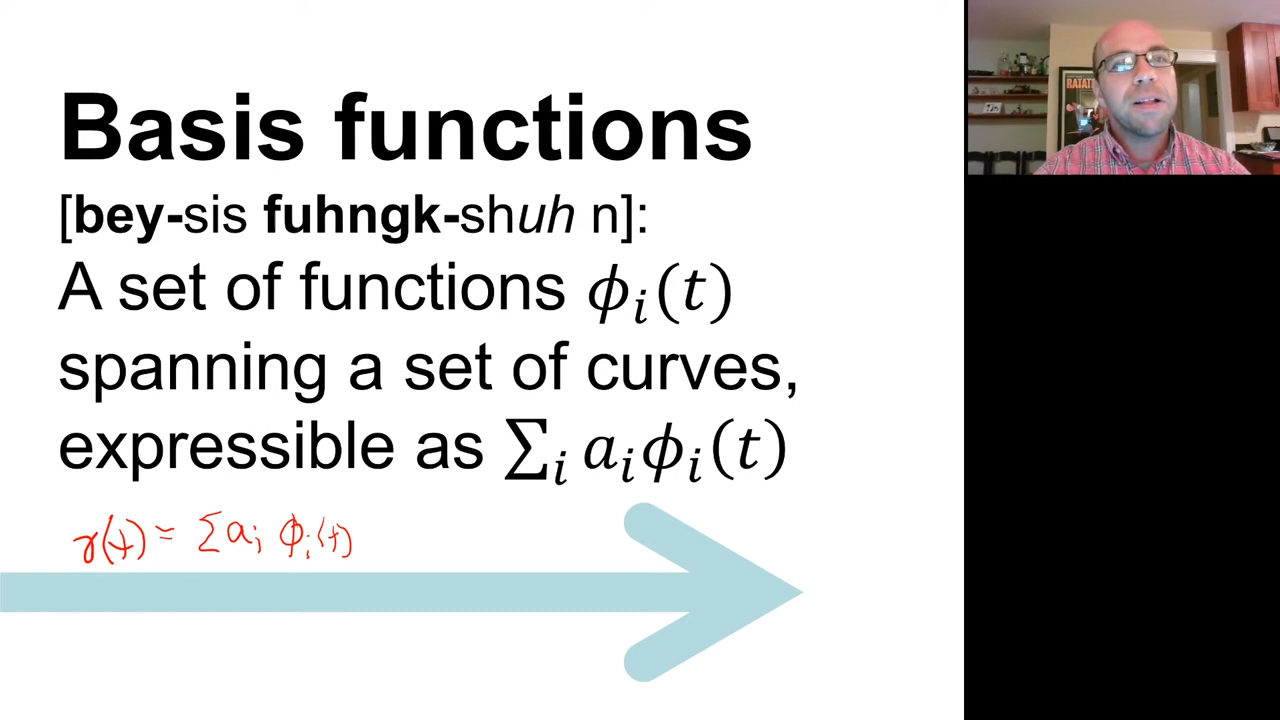 Basis functions
[bey-sis fuhngk-shuh n]:
A set of functions 𝜙ᵢ(𝑡)
spanning a set of curves,
expressible as ∑ᵢ 𝑎ᵢ𝜙ᵢ(𝑡)
γ(t) = Σ aᵢ ϕᵢ(t)
RATAT